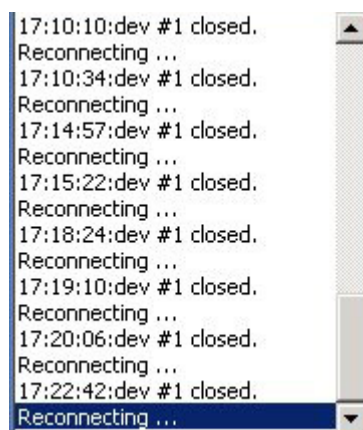 17:10:10:dev #1 closed.
Reconnecting ...
17:10:34:dev #1 closed.
Reconnecting ...
17:14:57:dev #1 closed.
Reconnecting ...
17:15:22:dev #1 closed.
Reconnecting ...
17:18:24:dev #1 closed.
Reconnecting ...
17:19:10:dev #1 closed.
Reconnecting ...
17:20:06:dev #1 closed.
Reconnecting ...
17:22:42:dev #1 closed.
Reconnecting ...